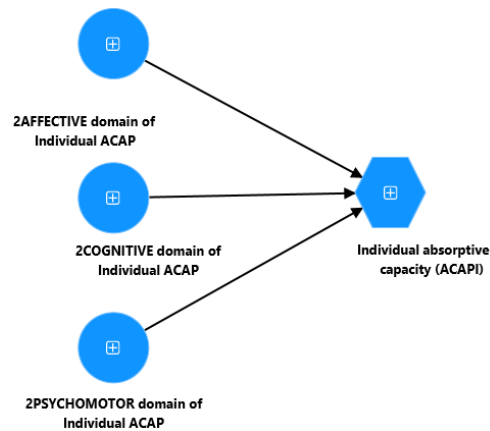 2AFFECTIVE domain of
Individual ACAP
2COGNITIVE domain of
Individual ACAP
Individual absorptive
capacity (ACAPI)
2PSYCHOMOTOR domain of
Individual ACAP